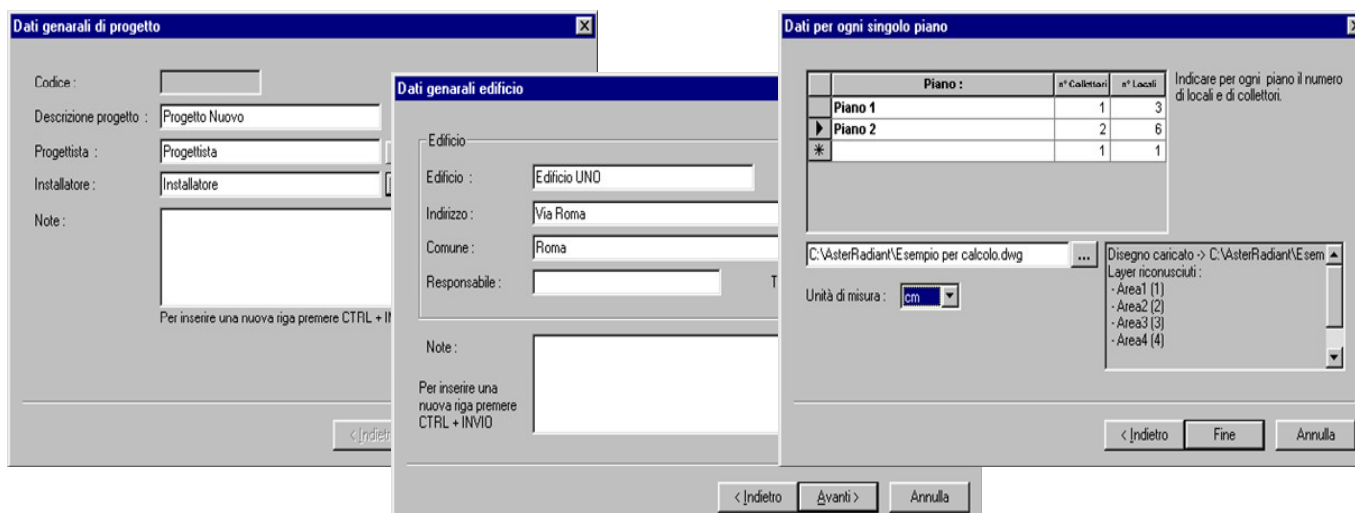 Dati genarali di progetto
Codice :
Descrizione progetto : Progetto Nuovo
Progettista : Progettista
Installatore : Installatore
Note :
Per inserire una nuova riga premere CTRL + IN
< Indietr
Dati genarali edificio
Edificio
Edificio : Edificio UNO
Indirizzo : Via Roma
Comune : Roma
Responsabile : T
Note :
Per inserire una
nuova riga premere
CTRL + INVIO
< Indietro Avanti > Annulla
Dati per ogni singolo piano
Piano : n° Collettori n° Locali
Piano 1 1 3
Piano 2 2 6
1 1
Indicare per ogni piano il numero
di locali e di collettori.
C:\AsterRadiant\Esempio per calcolo.dwg ...
Unità di misura : cm
Disegno caricato -> C:\AsterRadiant\Esem
Layer riconusciuti :
- Area1 (1)
- Area2 (2)
- Area3 (3)
- Area4 (4)
< Indietro Fine Annulla